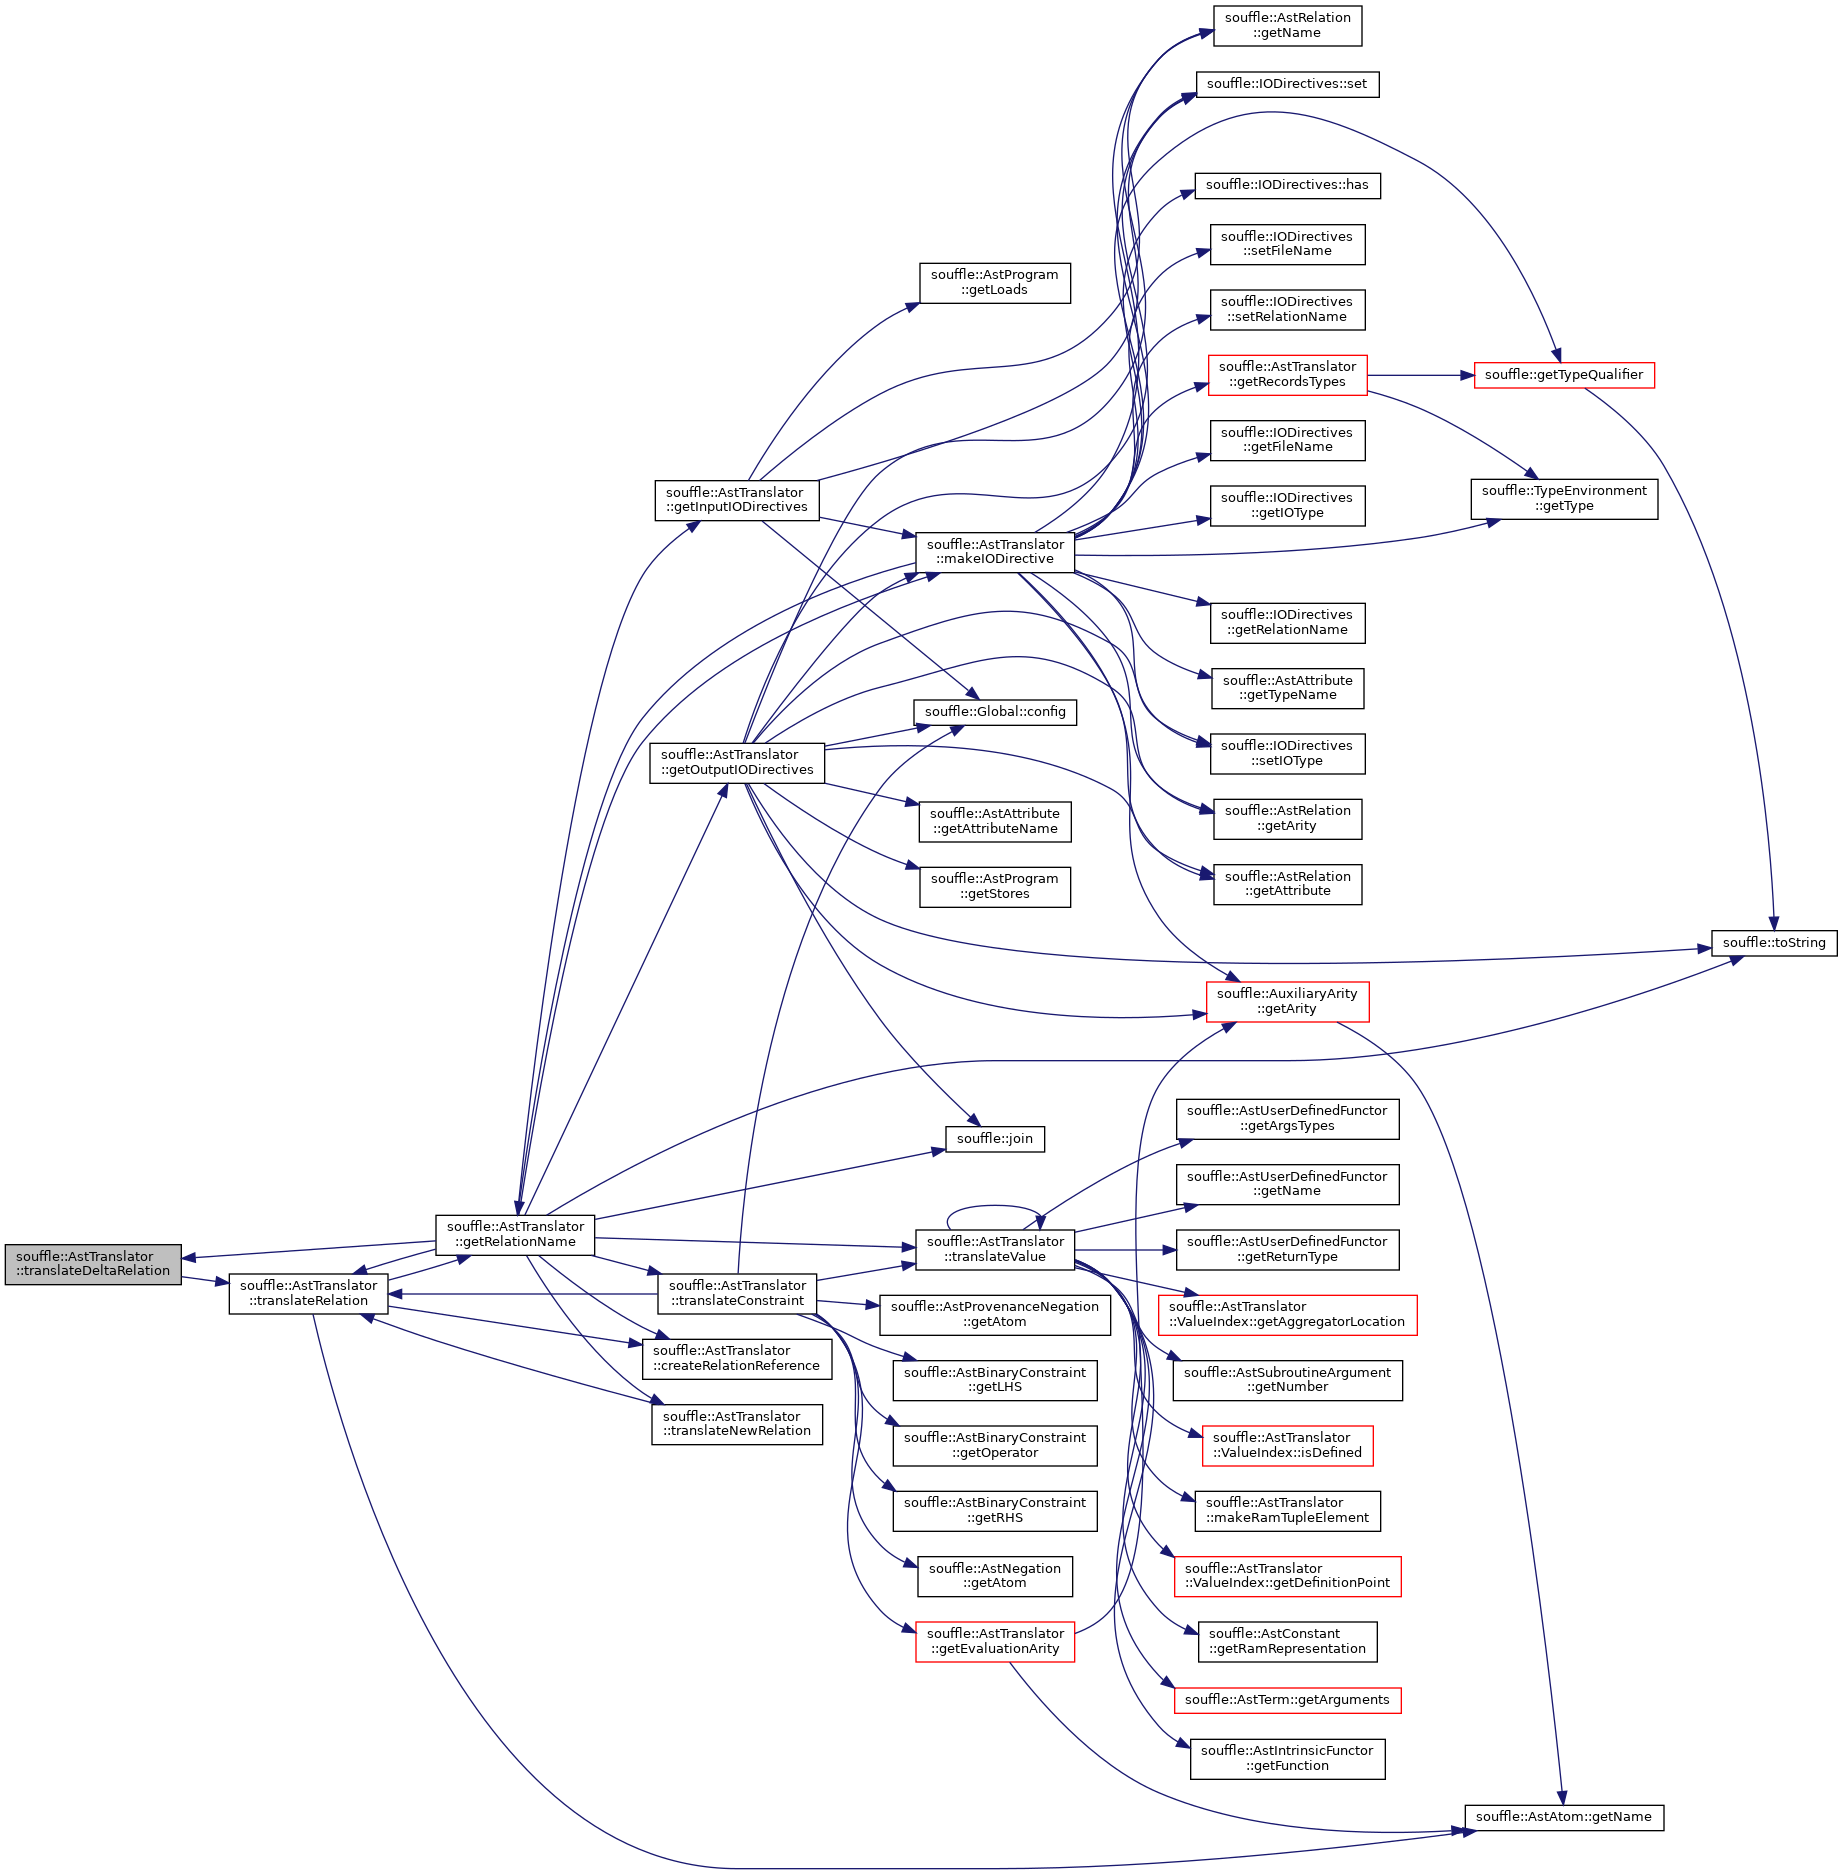 souffle::AstRelation
::getName
souffle::IODirectives::set
souffle::IODirectives::has
souffle::IODirectives
::setFileName
souffle::AstProgram
::getLoads
souffle::IODirectives
::setRelationName
souffle::AstTranslator
::getRecordsTypes
souffle::getTypeQualifier
souffle::IODirectives
::getFileName
souffle::AstTranslator
::getInputIODirectives
souffle::IODirectives
::getIOType
souffle::TypeEnvironment
::getType
souffle::AstTranslator
::makeIODirective
souffle::IODirectives
::getRelationName
souffle::AstAttribute
::getTypeName
souffle::Global::config
souffle::AstTranslator
::getOutputIODirectives
souffle::IODirectives
::setIOType
souffle::AstAttribute
::getAttributeName
souffle::AstRelation
::getArity
souffle::AstProgram
::getStores
souffle::AstRelation
::getAttribute
souffle::toString
souffle::AuxiliaryArity
::getArity
souffle::AstUserDefinedFunctor
::getArgsTypes
souffle::join
souffle::AstUserDefinedFunctor
::getName
souffle::AstTranslator
::getRelationName
souffle::AstTranslator
::translateValue
souffle::AstUserDefinedFunctor
::getReturnType
souffle::AstTranslator
::translateDeltaRelation
souffle::AstTranslator
::translateRelation
souffle::AstTranslator
::translateConstraint
souffle::AstProvenanceNegation
::getAtom
souffle::AstTranslator
::ValueIndex::getAggregatorLocation
souffle::AstTranslator
::createRelationReference
souffle::AstBinaryConstraint
::getLHS
souffle::AstSubroutineArgument
::getNumber
souffle::AstTranslator
::translateNewRelation
souffle::AstBinaryConstraint
::getOperator
souffle::AstTranslator
::ValueIndex::isDefined
souffle::AstBinaryConstraint
::getRHS
souffle::AstTranslator
::makeRamTupleElement
souffle::AstNegation
::getAtom
souffle::AstTranslator
::ValueIndex::getDefinitionPoint
souffle::AstTranslator
::getEvaluationArity
souffle::AstConstant
::getRamRepresentation
souffle::AstTerm::getArguments
souffle::AstIntrinsicFunctor
::getFunction
souffle::AstAtom::getName